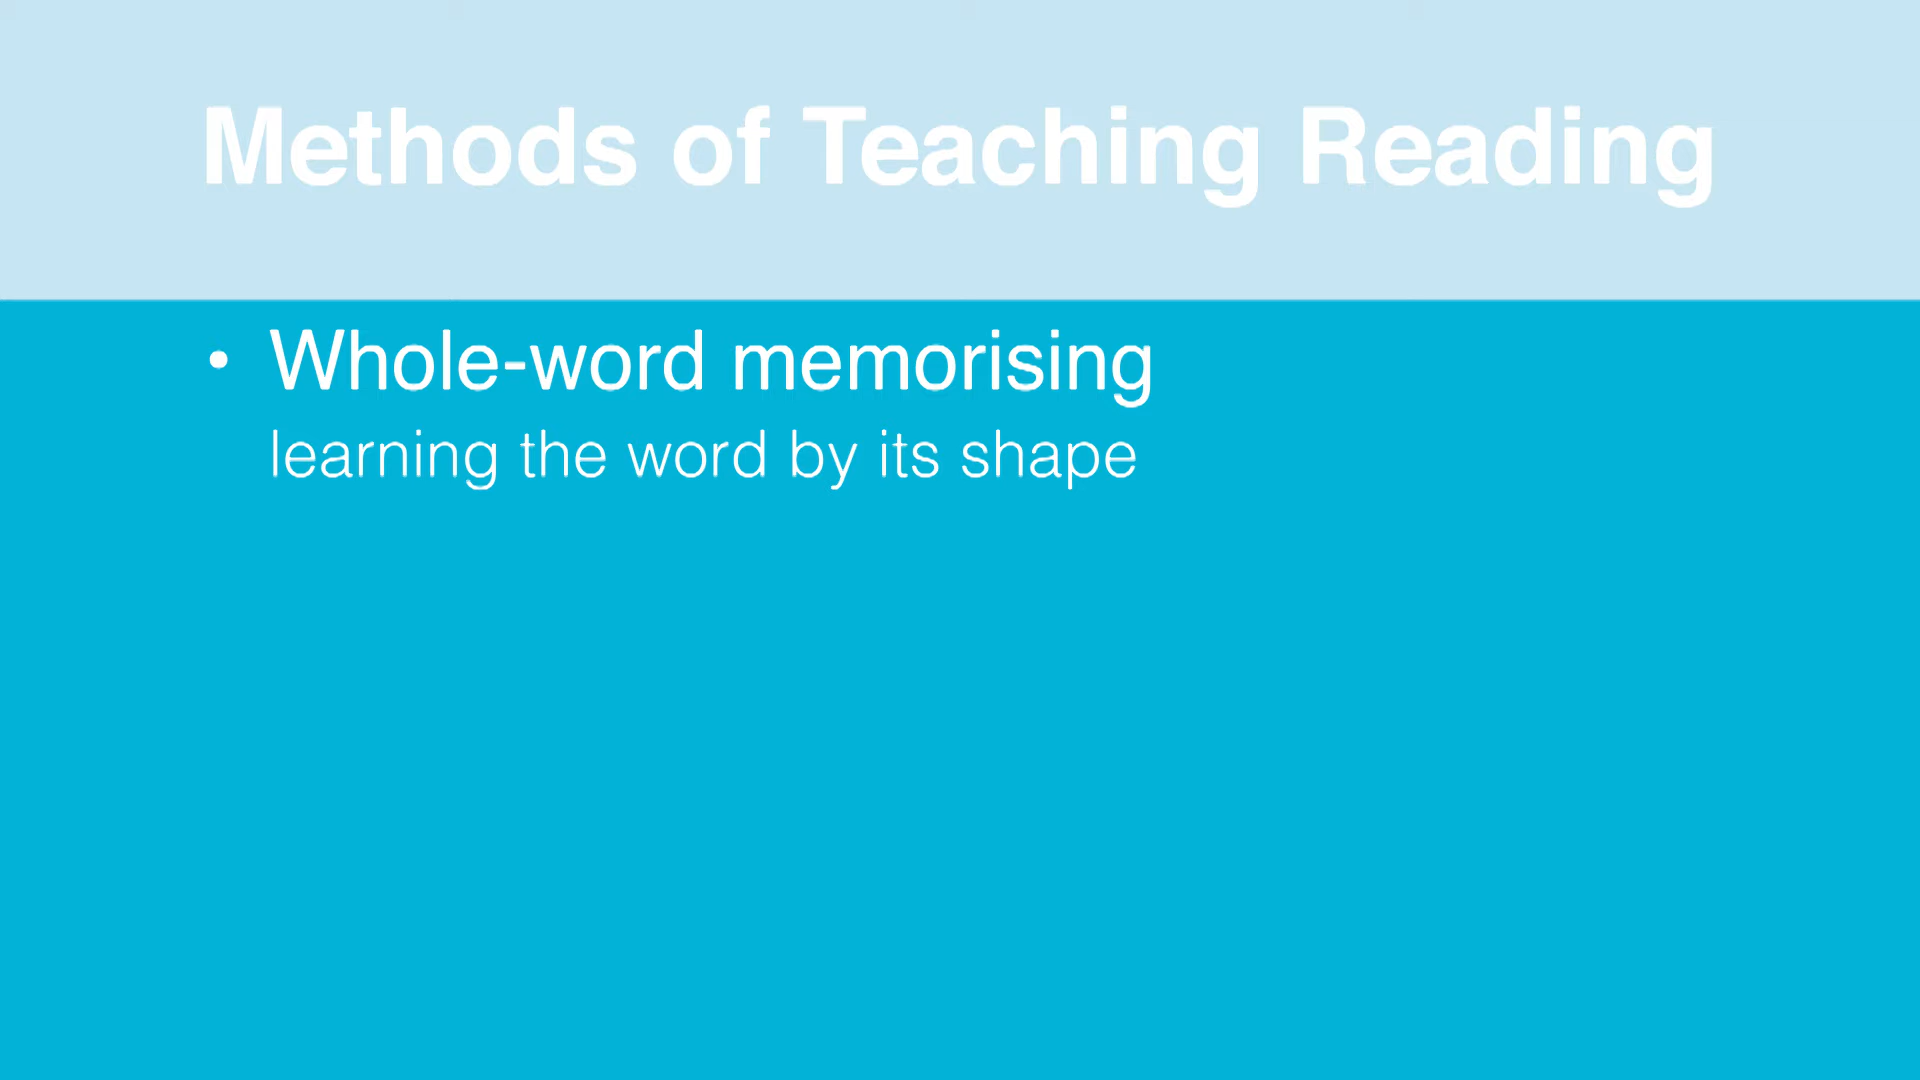 Methods of Teaching Reading
• Whole-word memorising
learning the word by its shape